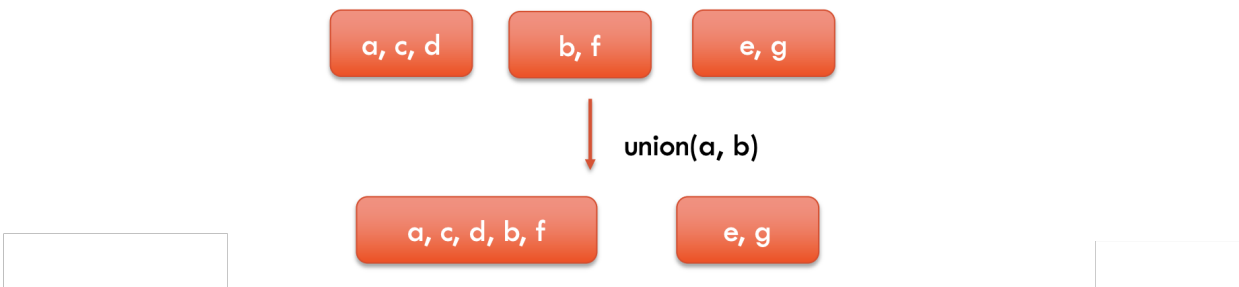 a, c, d
b, f
e, g
union(a, b)
a, c, d, b, f
e, g